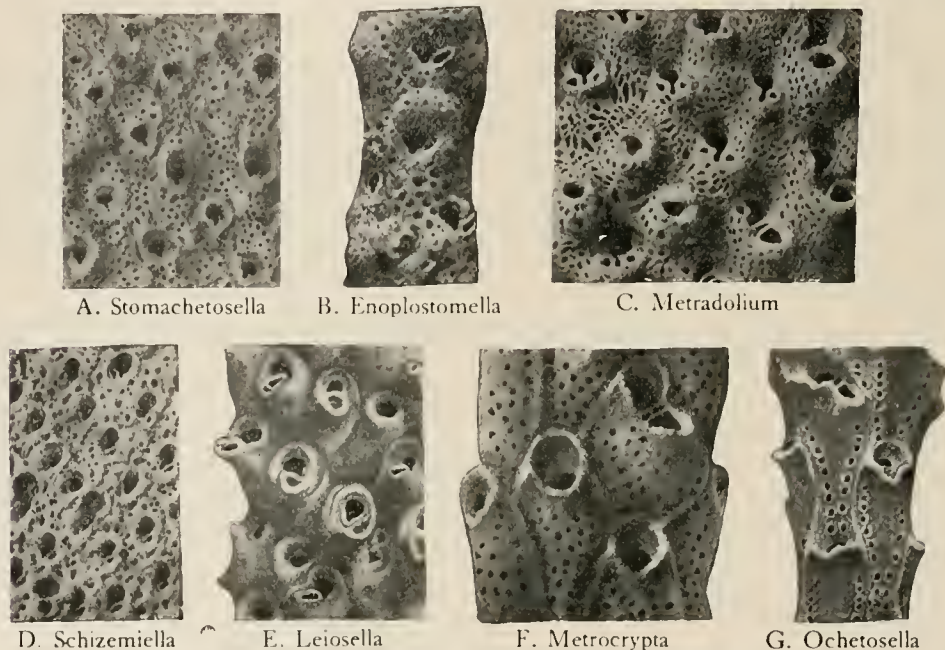 A. Stomachetosella B. Enoplostomella C. Metradolium
D. Schizemiella E. Leiosella F. Metrocrypta G. Ochetosella